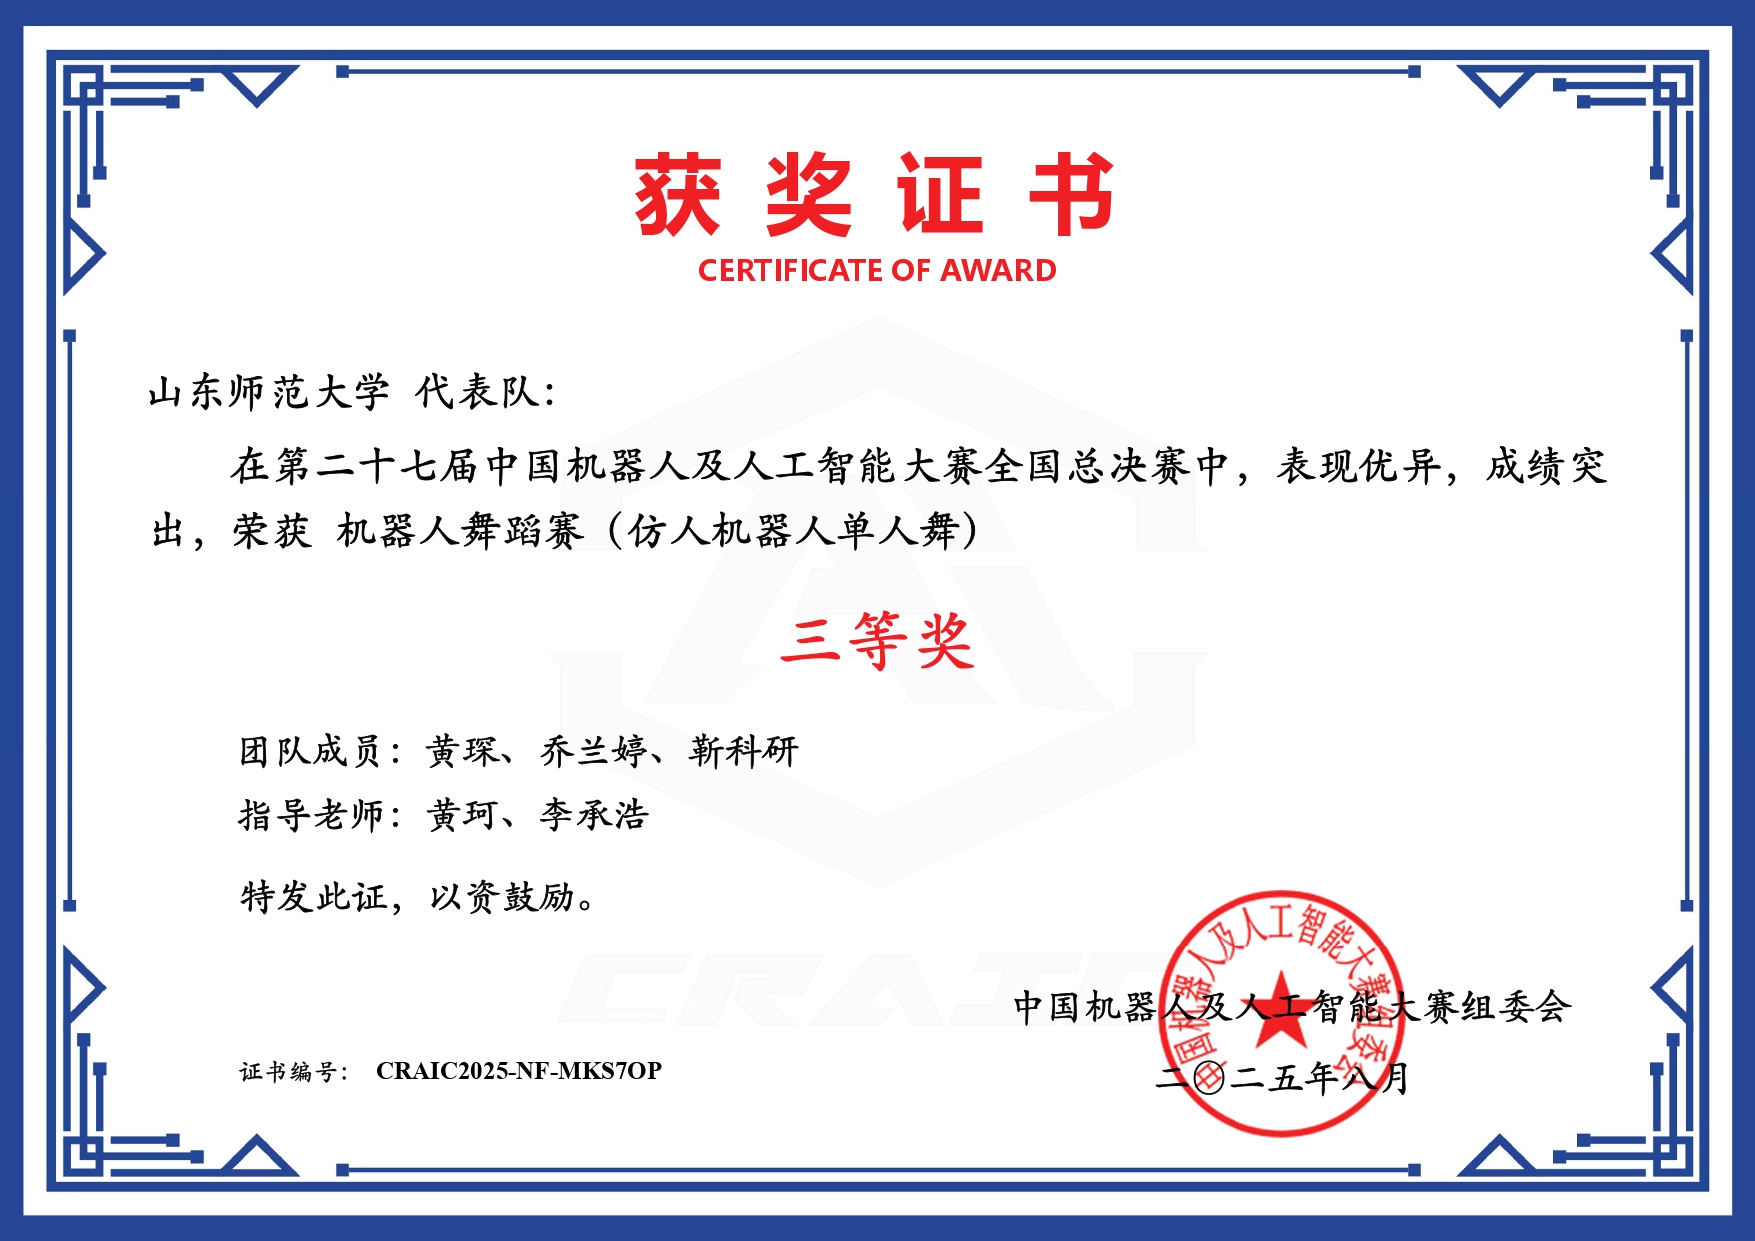 获奖证书
CERTIFICATE OF AWARD
山东师范大学 代表队：
在第二十七届中国机器人及人工智能大赛全国总决赛中，表现优异，成绩突
出，荣获 机器人舞蹈赛（仿人机器人单人舞）
三等奖
团队成员：黄琛、乔兰婷、靳科研
指导老师：黄珂、李承浩
特发此证，以资鼓励。
CRAIC
中国机器人及人工智能大赛组委会
中国机器人及人工智能大赛组委会
二〇二五年八月
证书编号： CRAIC2025-NF-MKS7OP